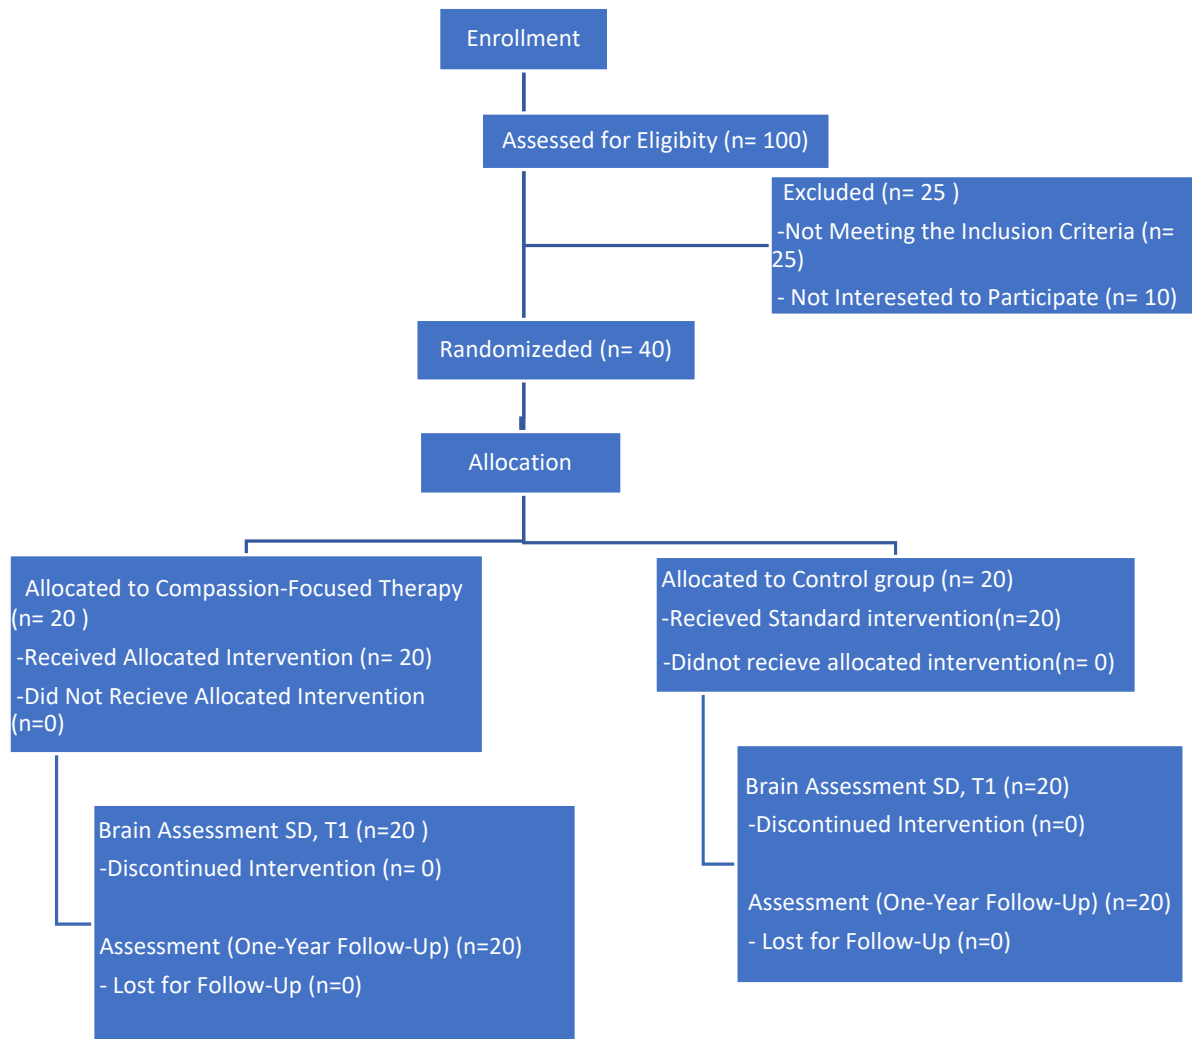 Enrollment
Assessed for Eligibity (n= 100)
Excluded (n= 25 )
-Not Meeting the Inclusion Criteria (n=
25)
- Not Intereseted to Participate (n= 10)
Randomizeded (n= 40)
Allocation
Allocated to Compassion-Focused Therapy
(n= 20 )
-Received Allocated Intervention (n= 20)
-Did Not Recieve Allocated Intervention
(n=0)
Allocated to Control group (n= 20)
-Recieved Standard intervention(n=20)
-Didnot recieve allocated intervention(n= 0)
Brain Assessment SD, T1 (n=20 )
-Discontinued Intervention (n= 0)
Assessment (One-Year Follow-Up) (n=20)
- Lost for Follow-Up (n=0)
Brain Assessment SD, T1 (n=20)
-Discontinued Intervention (n=0)
Assessment (One-Year Follow-Up) (n=20)
- Lost for Follow-Up (n=0)